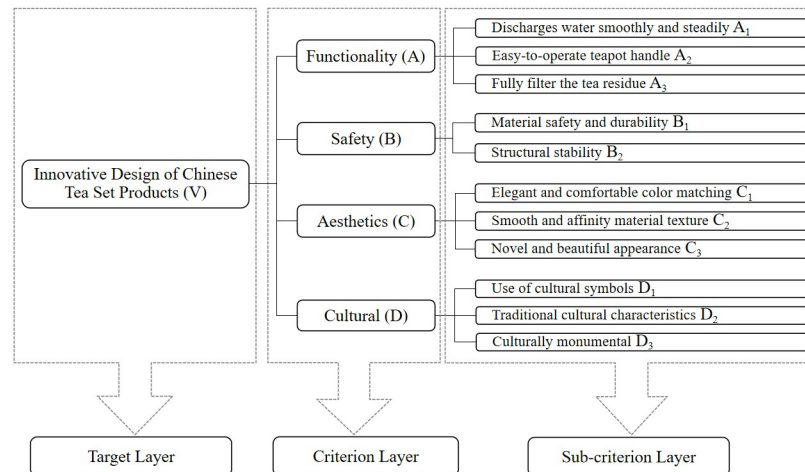 Innovative Design of Chinese
Tea Set Products (V)
Functionality (A)
Safety (B)
Aesthetics (C)
Cultural (D)
Discharges water smoothly and steadily A₁
Easy-to-operate teapot handle A₂
Fully filter the tea residue A₃
Material safety and durability B₁
Structural stability B₂
Elegant and comfortable color matching C₁
Smooth and affinity material texture C₂
Novel and beautiful appearance C₃
Use of cultural symbols D₁
Traditional cultural characteristics D₂
Culturally monumental D₃
Target Layer
Criterion Layer
Sub-criterion Layer